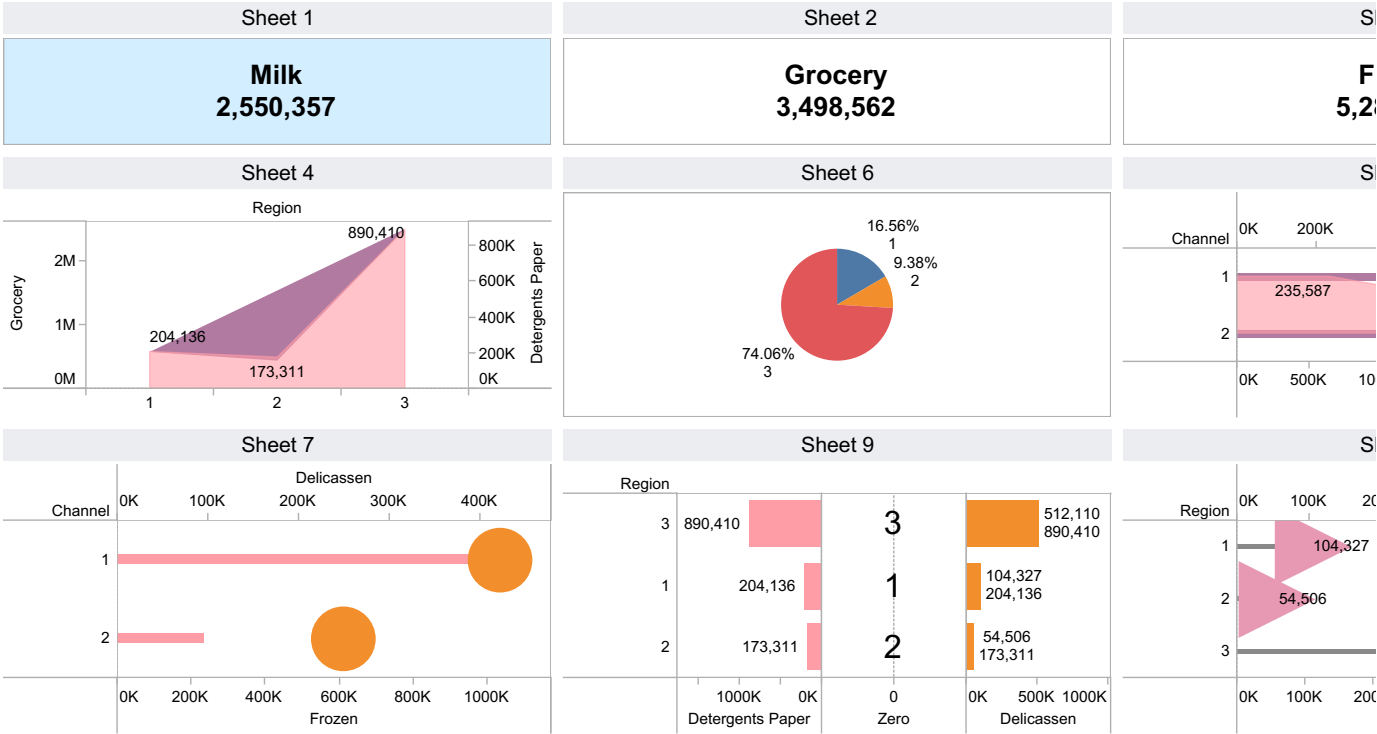 Sheet 1
Milk
2,550,357
Sheet 2
Grocery
3,498,562
Sheet 4
Region
890,410
204,136
173,311
Grocery
2M
1M
0M
800K
600K
400K
200K
0K
Detergents Paper
1
2
3
Sheet 6
16.56%
1
9.38%
2
74.06%
3
Channel
0K 200K
1
235,587
2
0K 500K
Sheet 7
Delicassen
Channel
0K 100K 200K 300K 400K
1
2
0K 200K 400K 600K 800K 1000K
Frozen
Sheet 9
Region
3 890,410 3 512,110
890,410
1 204,136 1 104,327
204,136
2 173,311 2 54,506
173,311
1000K 0K 0 0K 500K 1000K
Detergents Paper Zero Delicassen
Region
0K 100K
1 104,327
2 54,506
3
0K 100K